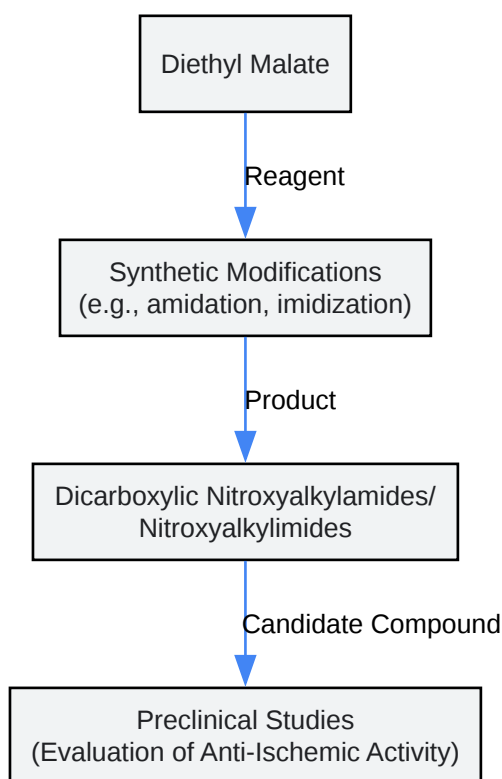 Diethyl Malate
Reagent
Synthetic Modifications
(e.g., amidation, imidization)
Product
Dicarboxylic Nitroxyalkylamides/
Nitroxyalkylimides
Candidate Compound
Preclinical Studies
(Evaluation of Anti-Ischemic Activity)